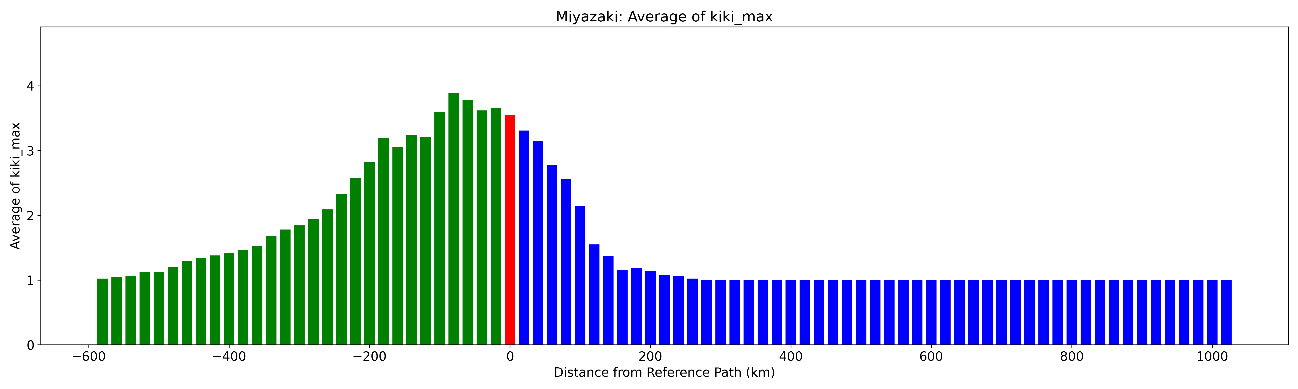 Miyazaki: Average of kiki_max
Average of kiki_max
4
3
2
1
0
−600 −400 −200 0 200 400 600 800 1000
Distance from Reference Path (km)